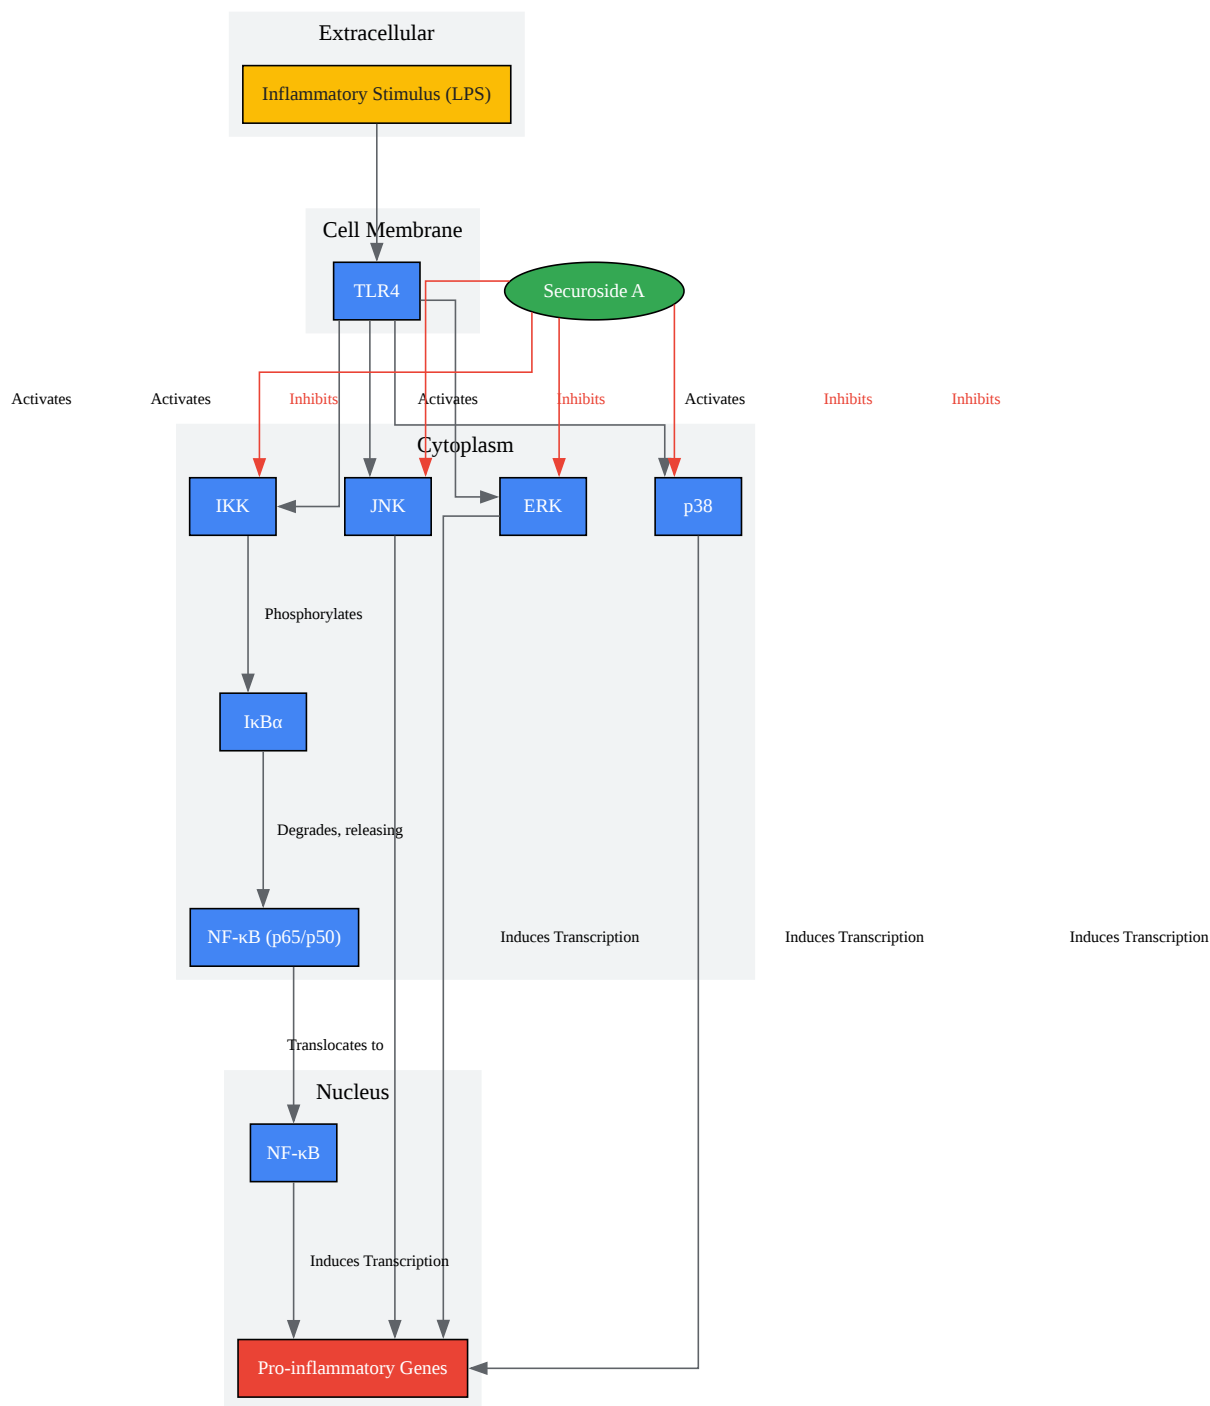 Extracellular
Inflammatory Stimulus (LPS)
Cell Membrane
TLR4
Securoside A
Activates
Activates
Inhibits
Activates
Inhibits
Activates
Inhibits
Inhibits
Cytoplasm
IKK
JNK
ERK
p38
Phosphorylates
IκBα
Degrades, releasing
NF-κB (p65/p50)
Induces Transcription
Induces Transcription
Induces Transcription
Translocates to
Nucleus
NF-κB
Induces Transcription
Pro-inflammatory Genes